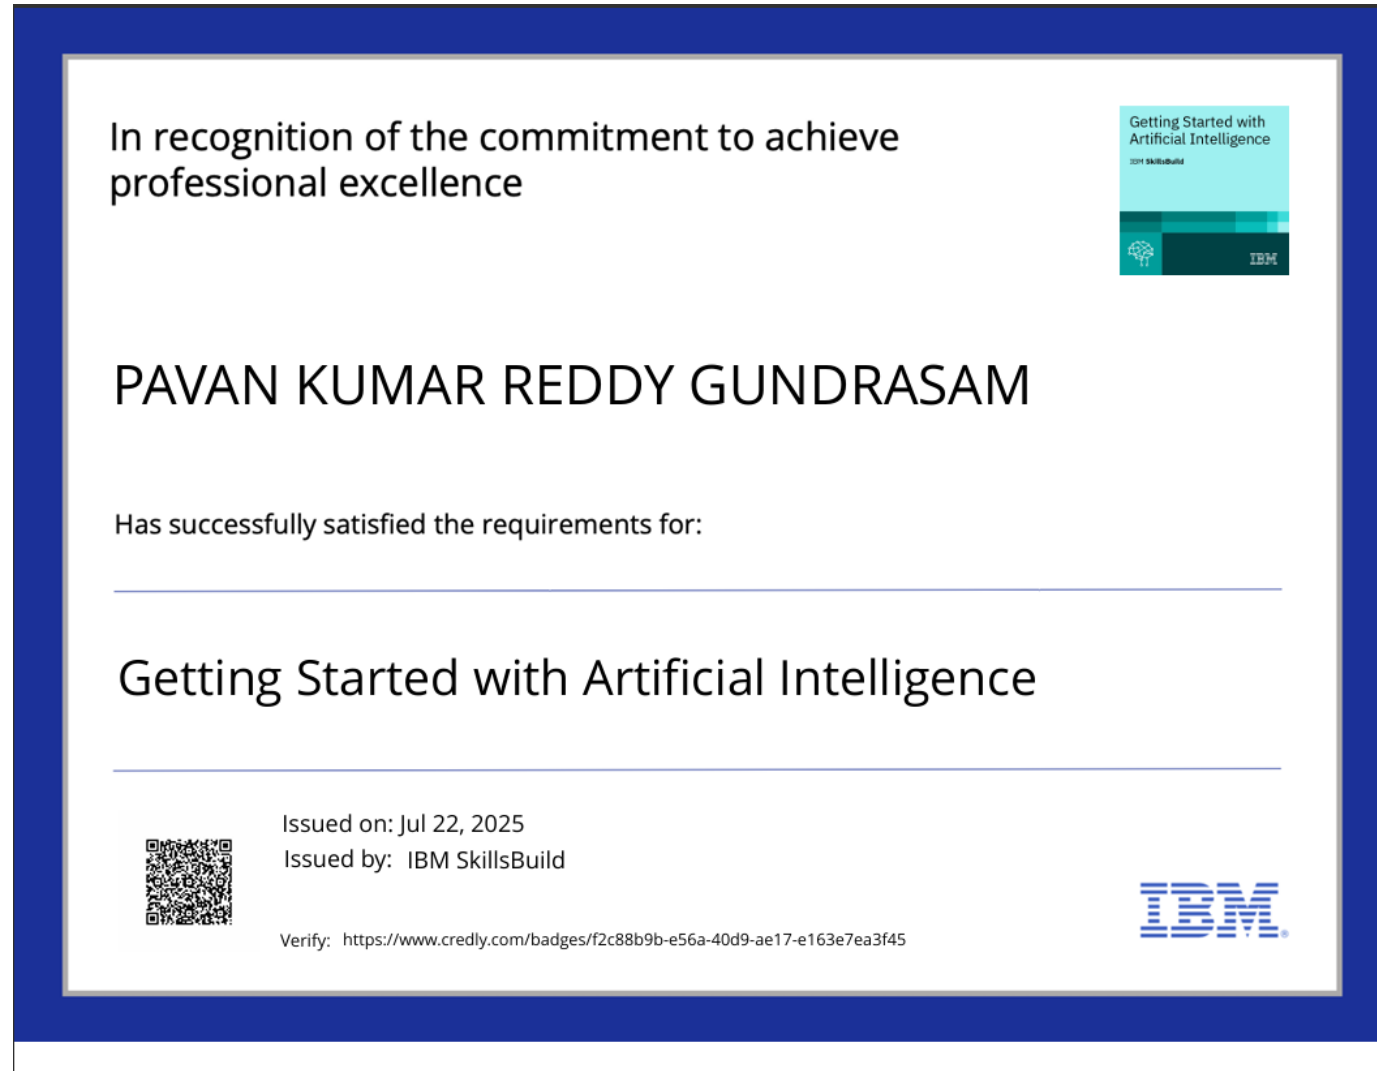 In recognition of the commitment to achieve
professional excellence
Getting Started with
Artificial Intelligence
IBM SkillsBuild
IBM
PAVAN KUMAR REDDY GUNDRASAM
Has successfully satisfied the requirements for:
Getting Started with Artificial Intelligence
Issued on: Jul 22, 2025
Issued by: IBM SkillsBuild
Verify: https://www.credly.com/badges/f2c88b9b-e56a-40d9-ae17-e163e7ea3f45
IBM®